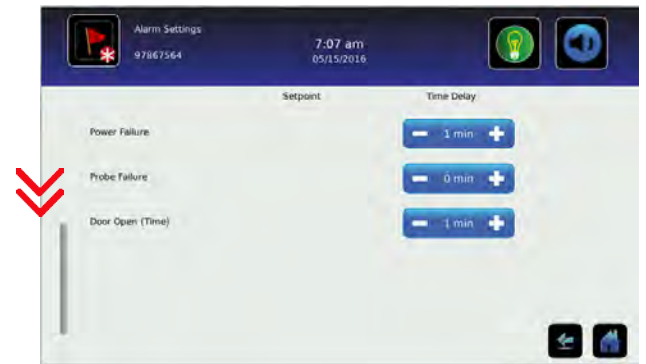 Alarm Settings
97867564
7:07 am
05/15/2016
Setpoint Time Delay
Power Failure 1 min
Probe Failure 0 min
Door Open (Time) 1 min